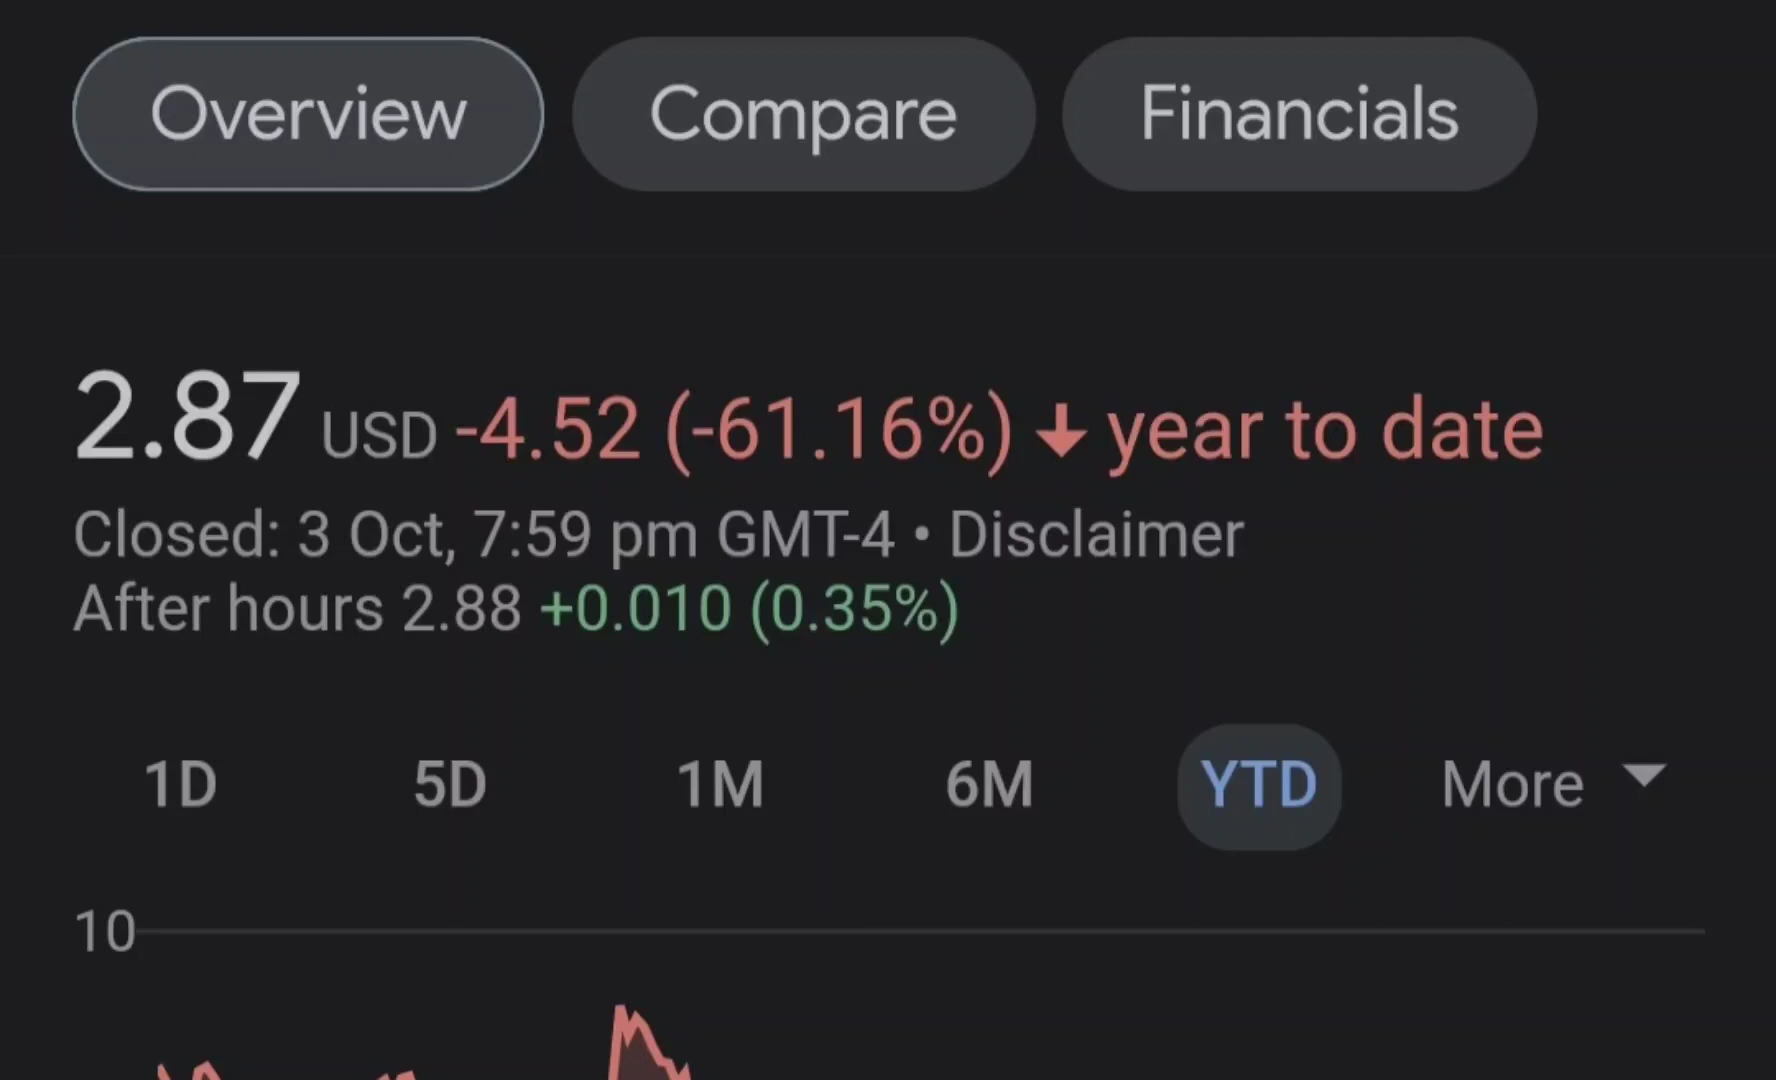 Overview Compare Financials
2.87 USD -4.52 (-61.16%) ↓ year to date
Closed: 3 Oct, 7:59 pm GMT-4 • Disclaimer
After hours 2.88 +0.010 (0.35%)
1D 5D 1M 6M YTD More
10